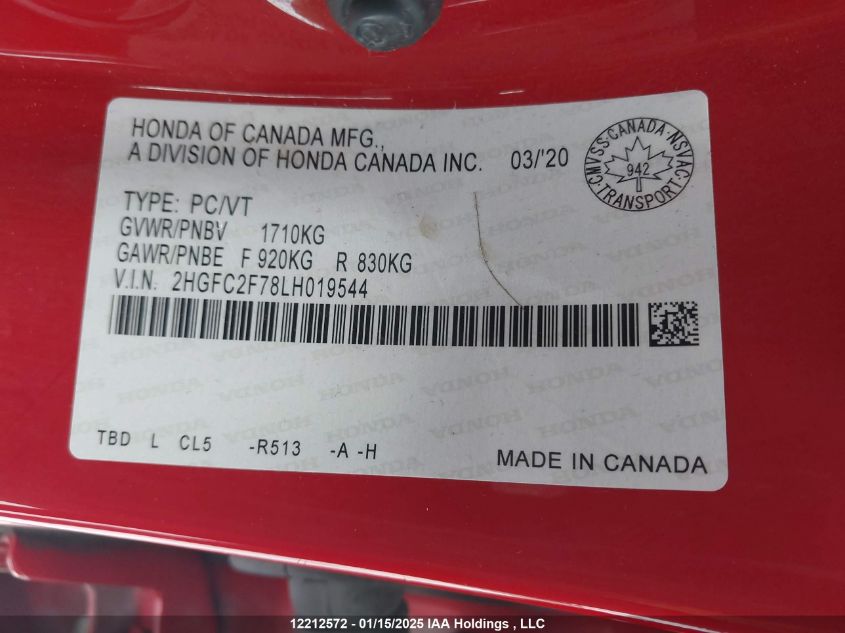 HONDA OF CANADA MFG.,
A DIVISION OF HONDA CANADA INC. 03/'20
CMVSS·CANADA·NSVAC·TRANSPORT·
942
TYPE: PC/VT
GVWR/PNBV 1710KG
GAWR/PNBE F 920KG R 830KG
V.I.N. 2HGFC2F78LH019544
TBD L CL5 -R513 -A -H
MADE IN CANADA
12212572 - 01/15/2025 IAA Holdings , LLC